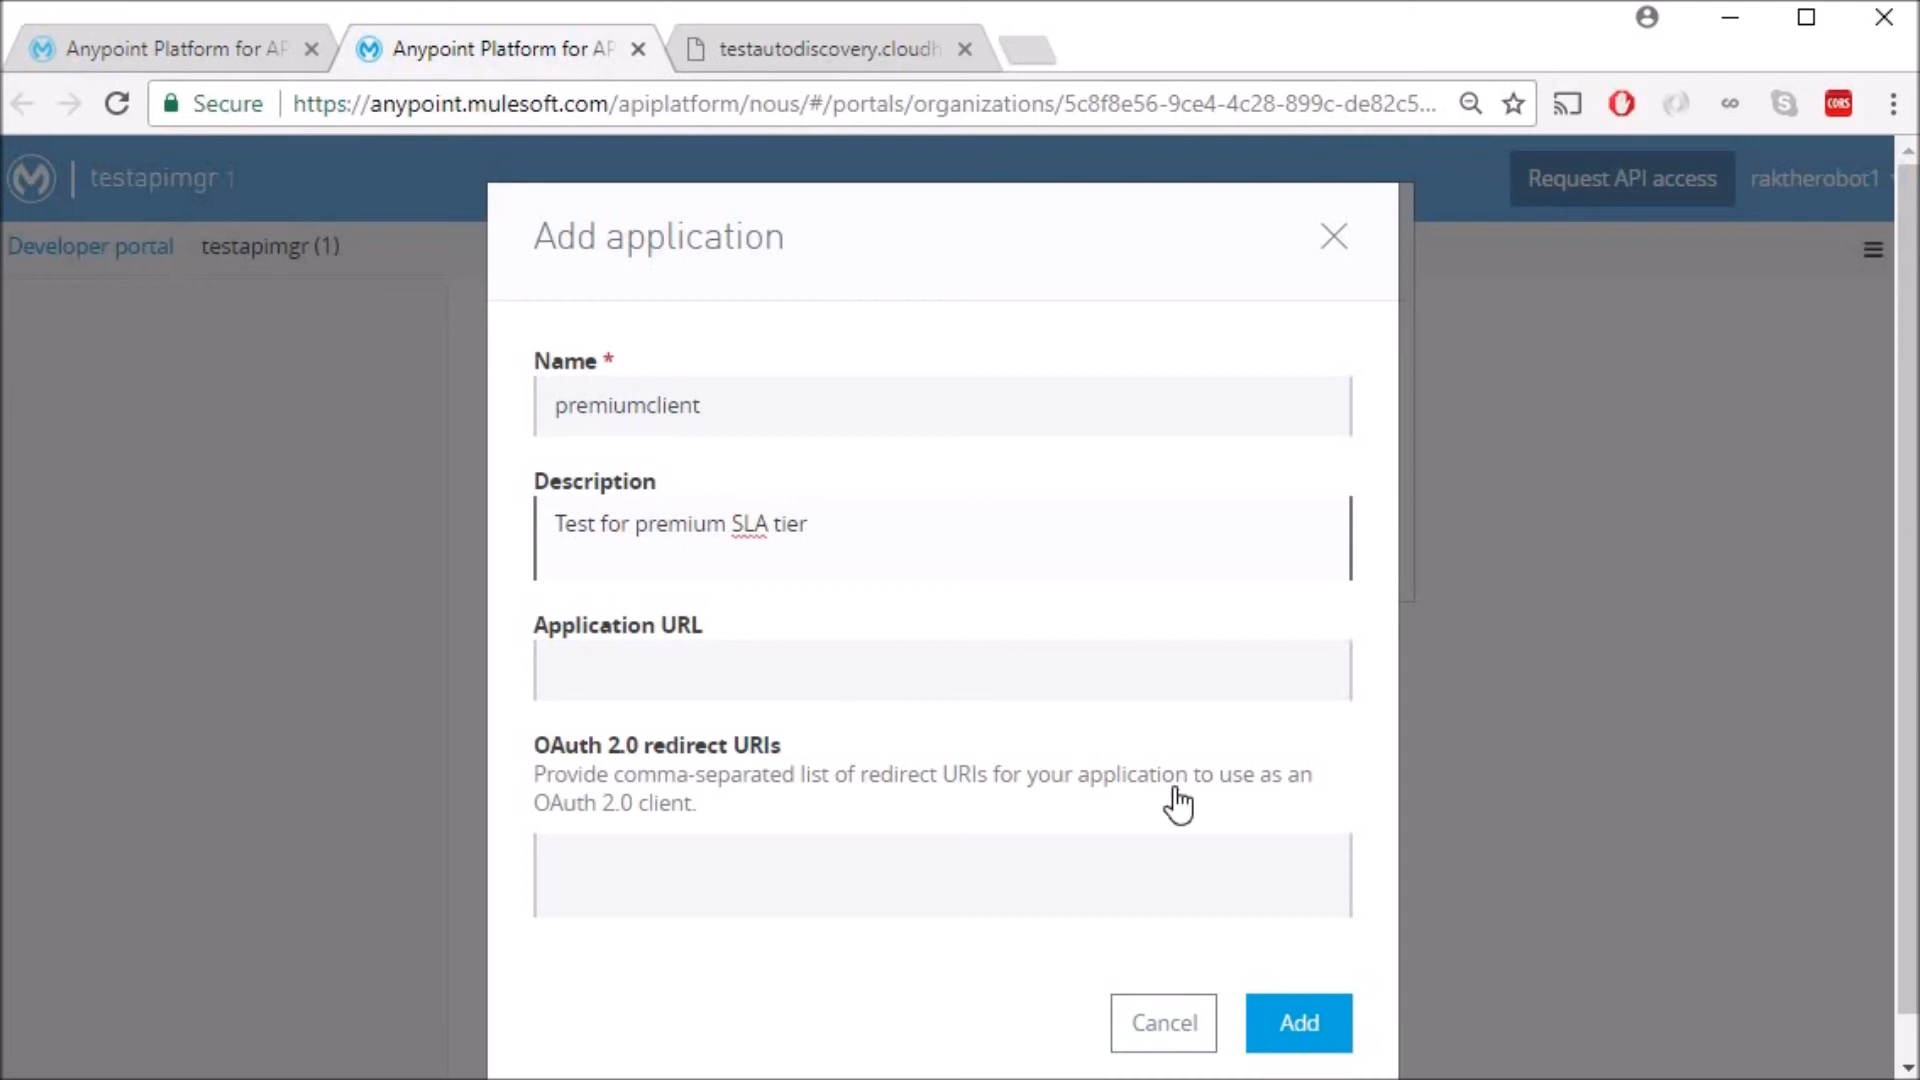 Anypoint Platform for AP
Anypoint Platform for AP
testautodiscovery.cloudh
Secure
https://anypoint.mulesoft.com/apiplatform/nous/#/portals/organizations/5c8f8e56-9ce4-4c28-899c-de82c5...
CORS
testapimgr 1
Request API access
raktherobot1
Developer portal
testapimgr (1)
Add application
Name *
premiumclient
Description
Test for premium SLA tier
Application URL
OAuth 2.0 redirect URIs
Provide comma-separated list of redirect URIs for your application to use as an
OAuth 2.0 client.
Cancel
Add